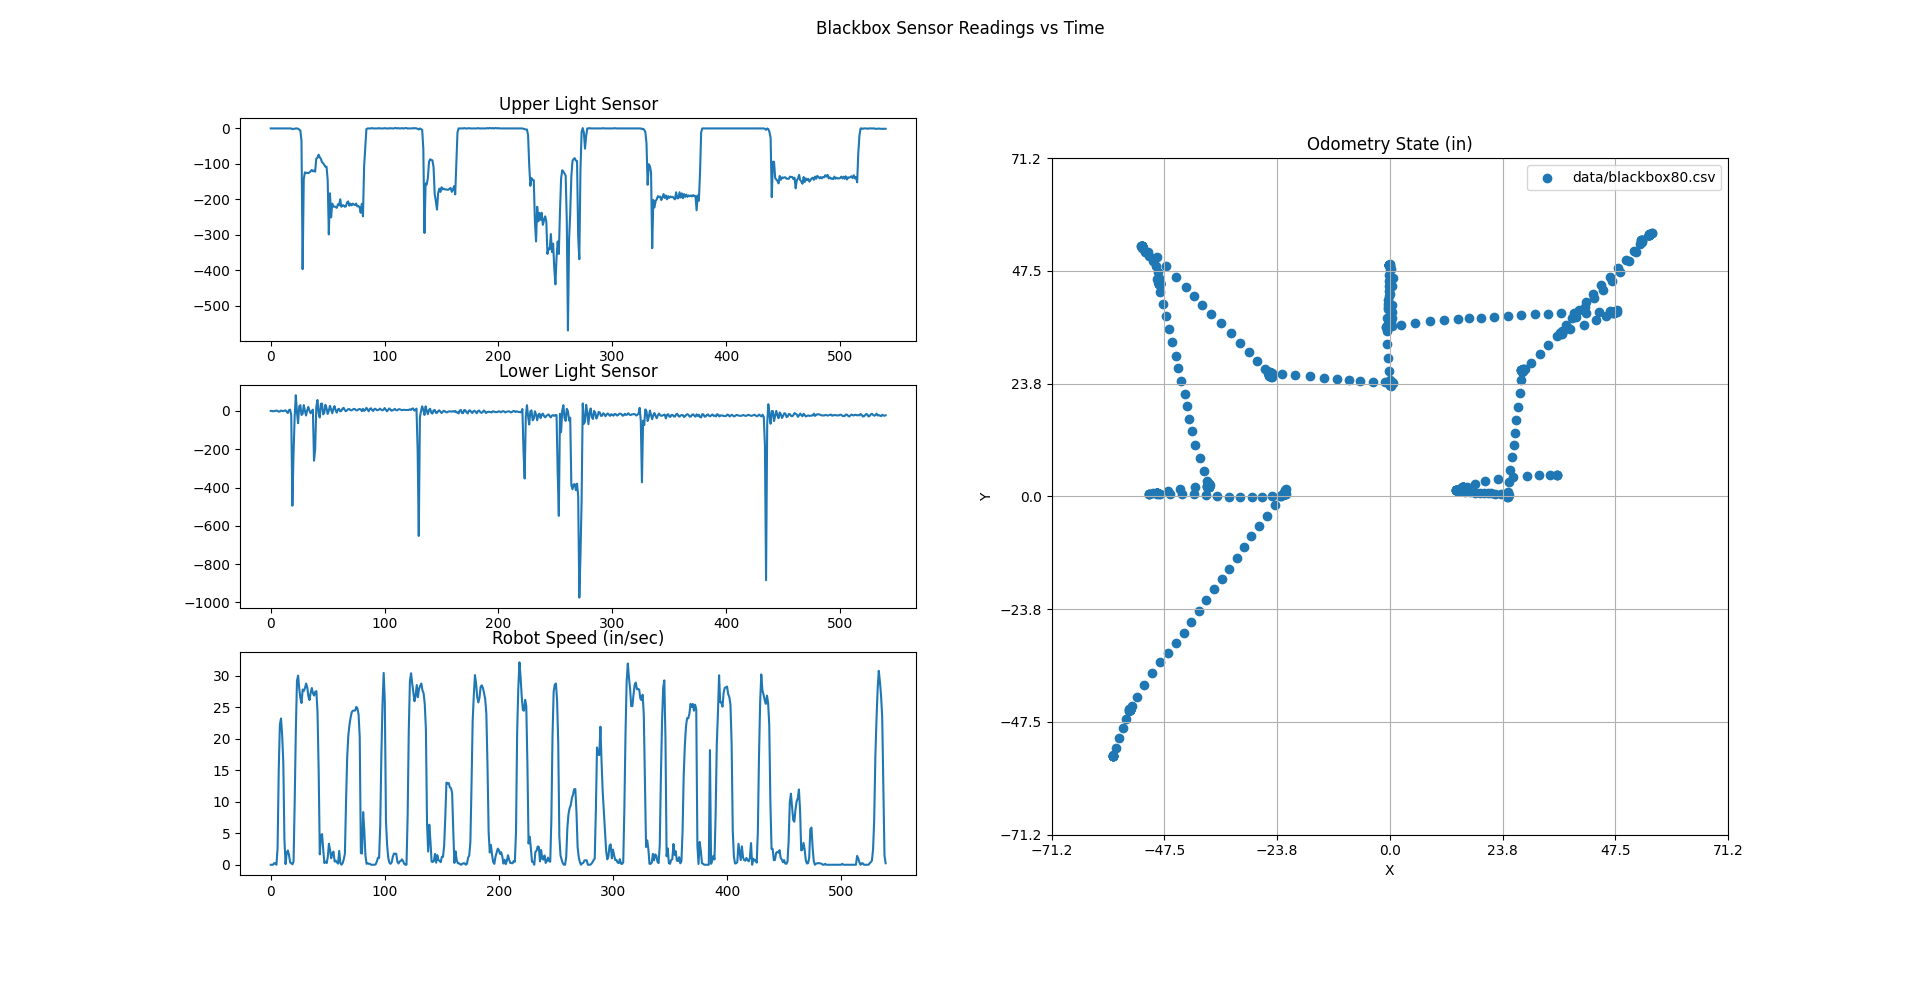 Blackbox Sensor Readings vs Time
Upper Light Sensor
0
−100
−200
−300
−400
−500
0 100 200 300 400 500
Lower Light Sensor
0
−200
−400
−600
−800
−1000
0 100 200 300 400 500
Robot Speed (in/sec)
30
25
20
15
10
5
0
0 100 200 300 400 500
Odometry State (in)
data/blackbox80.csv
71.2
47.5
23.8
0.0
−23.8
−47.5
−71.2
Y
−71.2 −47.5 −23.8 0.0 23.8 47.5 71.2
X